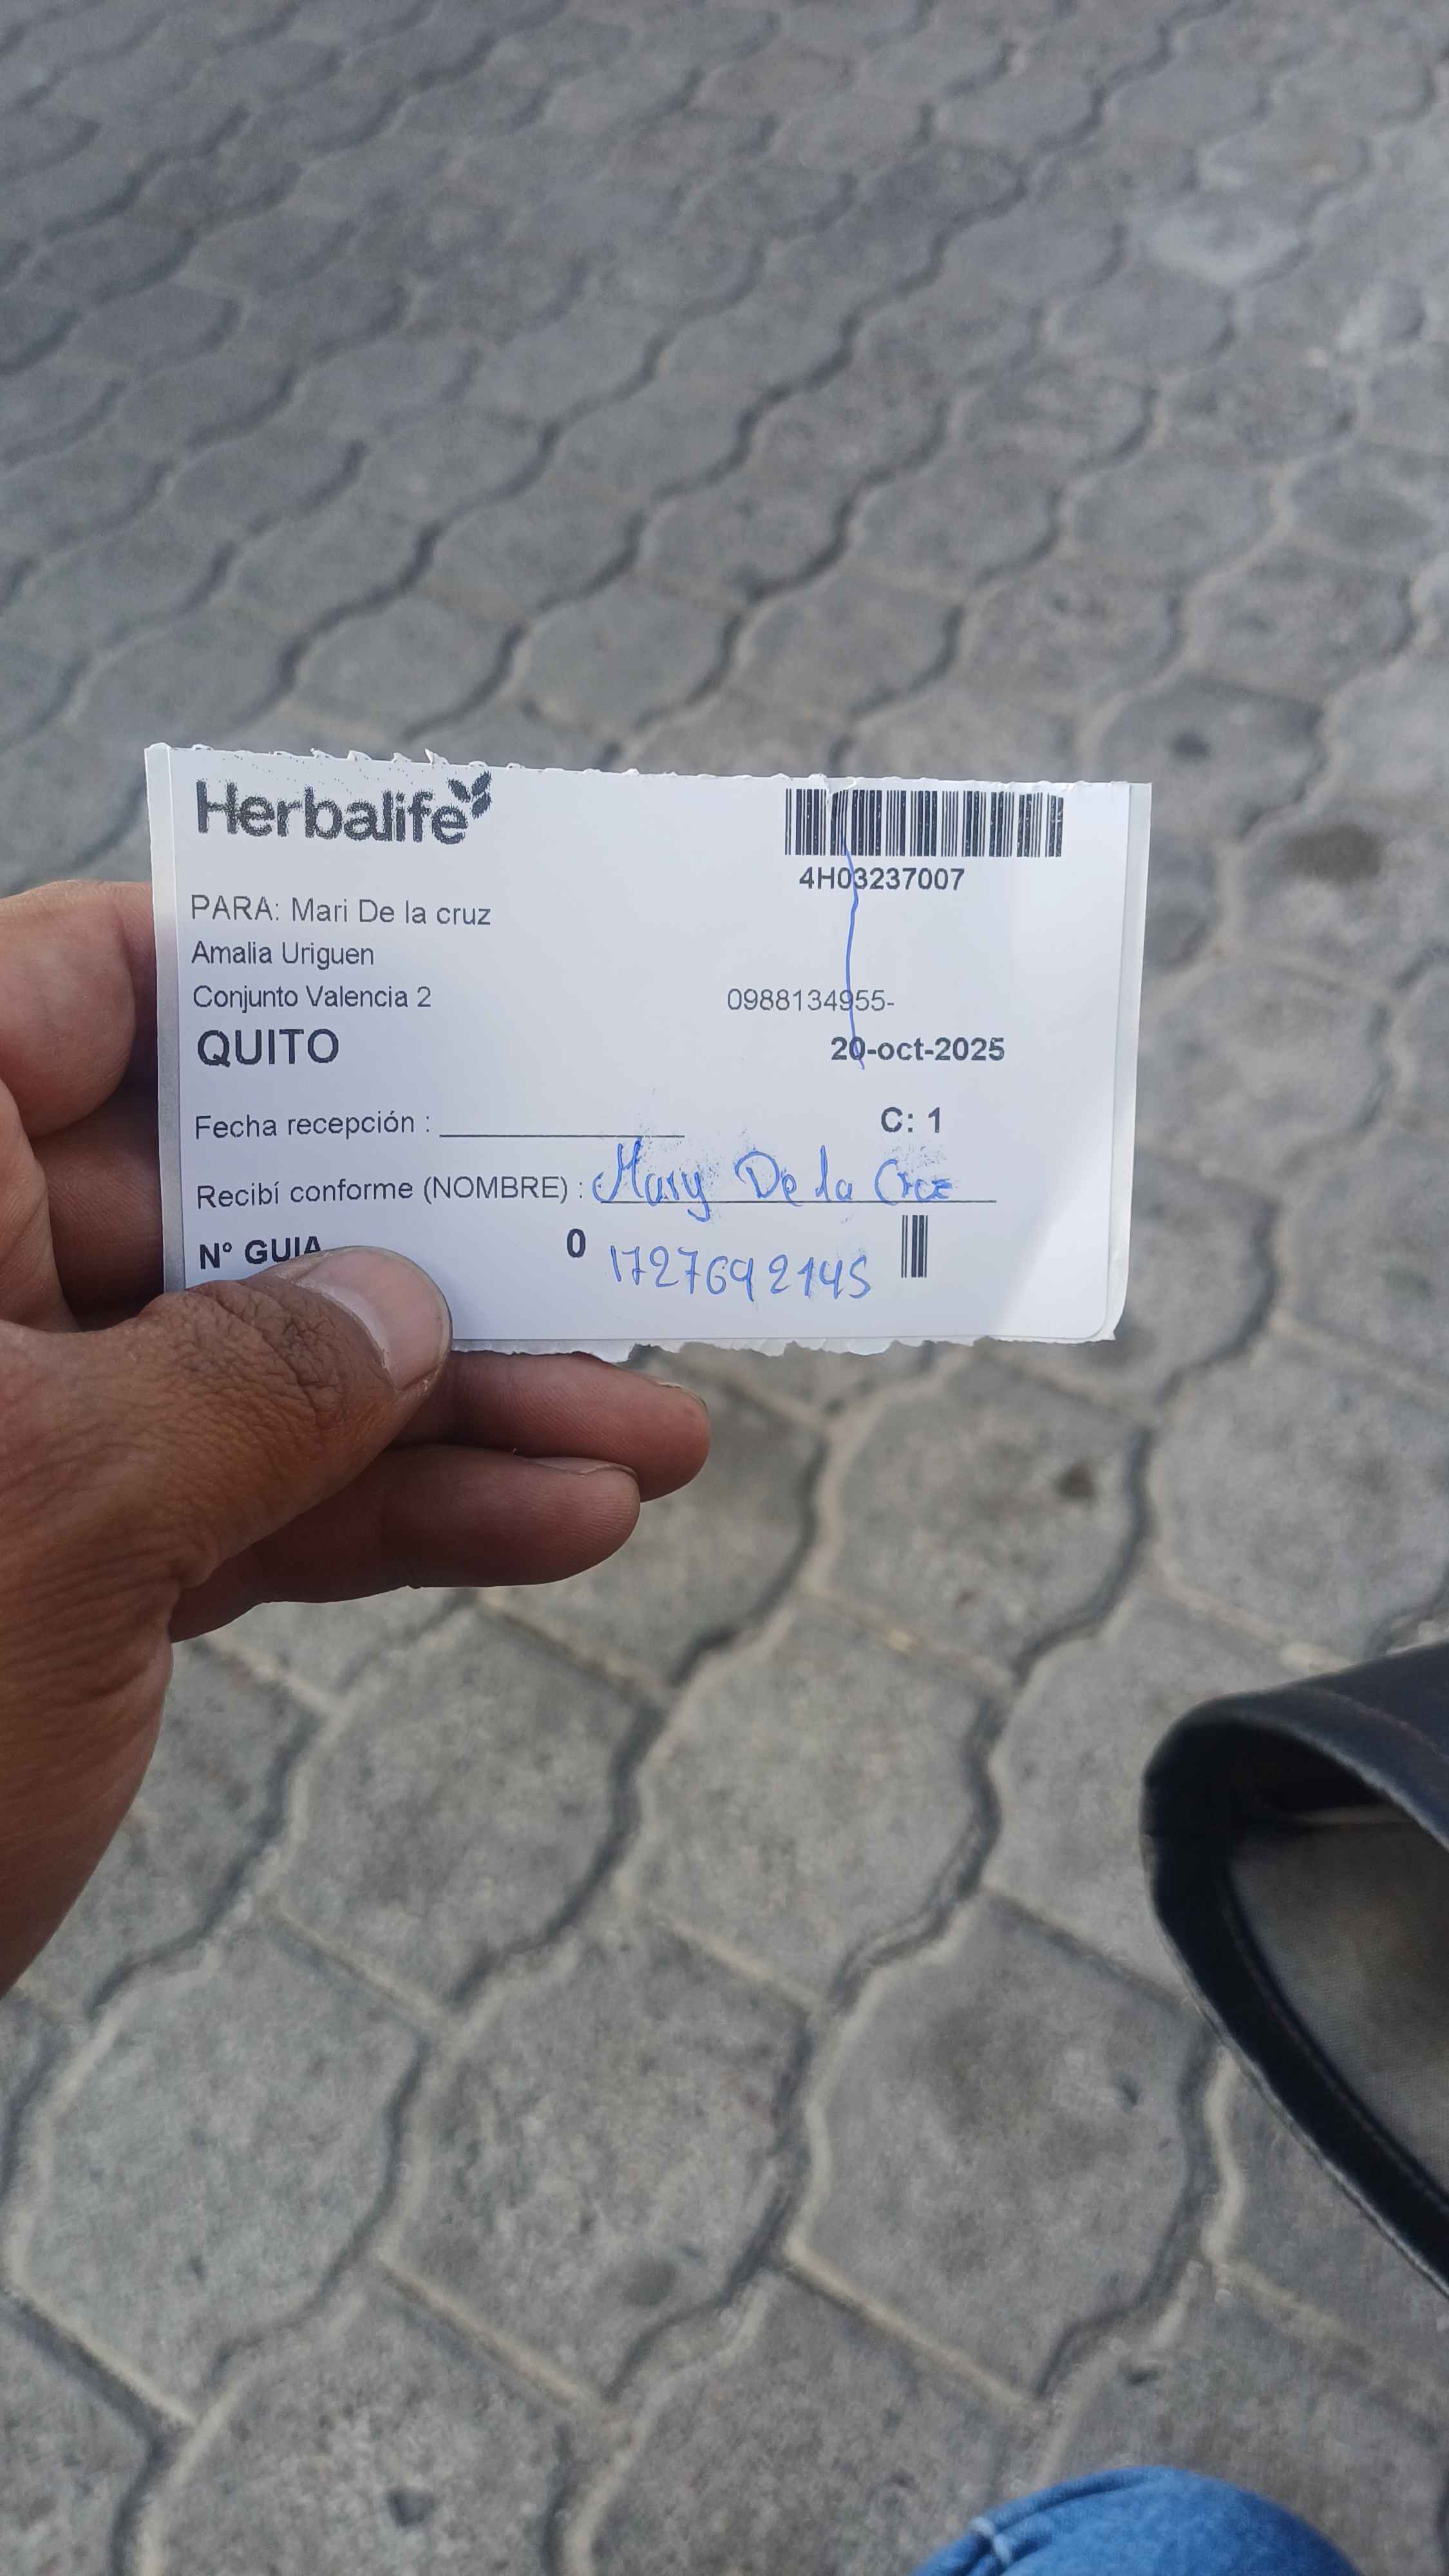 Herbalife
4H03237007
PARA: Mari De la cruz
Amalia Uriguen
Conjunto Valencia 2
0988134955-
QUITO
20-oct-2025
Fecha recepción : C: 1
Recibí conforme (NOMBRE) : Mary De la Croz
N° GUIA 0
1727692145